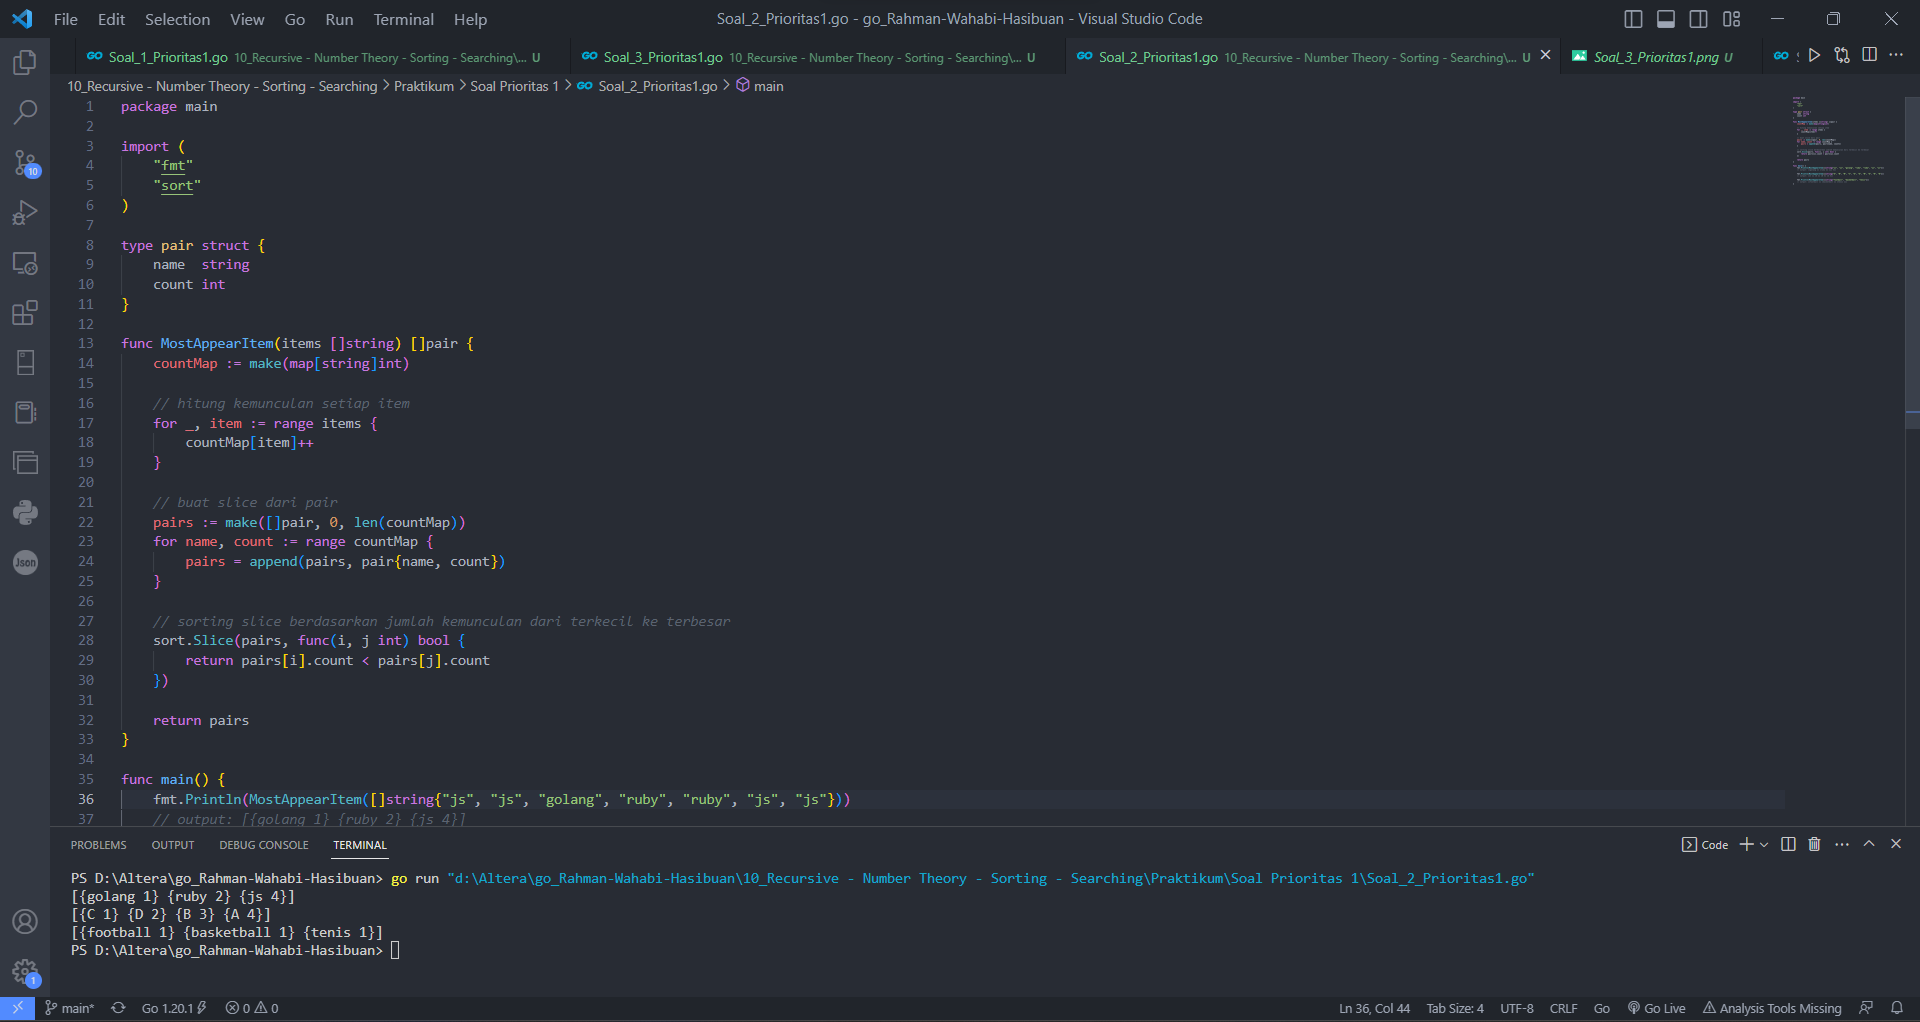 File Edit Selection View Go Run Terminal Help
Soal_2_Prioritas1.go - go_Rahman-Wahabi-Hasibuan - Visual Studio Code
GO Soal_1_Prioritas1.go 10_Recursive - Number Theory - Sorting - Searching\... U
GO Soal_3_Prioritas1.go 10_Recursive - Number Theory - Sorting - Searching\... U
GO Soal_2_Prioritas1.go 10_Recursive - Number Theory - Sorting - Searching\... U
Soal_3_Prioritas1.png U
GO
10_Recursive - Number Theory - Sorting - Searching > Praktikum > Soal Prioritas 1 > GO Soal_2_Prioritas1.go > main
1 package main
2
3 import (
4 "fmt"
5 "sort"
6 )
7
8 type pair struct {
9 name  string
10 count int
11 }
12
13 func MostAppearItem(items []string) []pair {
14 countMap := make(map[string]int)
15
16 // hitung kemunculan setiap item
17 for _, item := range items {
18 countMap[item]++
19 }
20
21 // buat slice dari pair
22 pairs := make([]pair, 0, len(countMap))
23 for name, count := range countMap {
24 pairs = append(pairs, pair{name, count})
25 }
26
27 // sorting slice berdasarkan jumlah kemunculan dari terkecil ke terbesar
28 sort.Slice(pairs, func(i, j int) bool {
29 return pairs[i].count < pairs[j].count
30 })
31
32 return pairs
33 }
34
35 func main() {
36 fmt.Println(MostAppearItem([]string{"js", "js", "golang", "ruby", "ruby", "js", "js"}))
37 // output: [{golang 1} {ruby 2} {js 4}]
10
Json
1
PROBLEMS OUTPUT DEBUG CONSOLE TERMINAL
Code
PS D:\Altera\go_Rahman-Wahabi-Hasibuan> go run "d:\Altera\go_Rahman-Wahabi-Hasibuan\10_Recursive - Number Theory - Sorting - Searching\Praktikum\Soal Prioritas 1\Soal_2_Prioritas1.go"
[{golang 1} {ruby 2} {js 4}]
[{C 1} {D 2} {B 3} {A 4}]
[{football 1} {basketball 1} {tenis 1}]
PS D:\Altera\go_Rahman-Wahabi-Hasibuan>
main* Go 1.20.1 0 0
Ln 36, Col 44 Tab Size: 4 UTF-8 CRLF Go Go Live Analysis Tools Missing